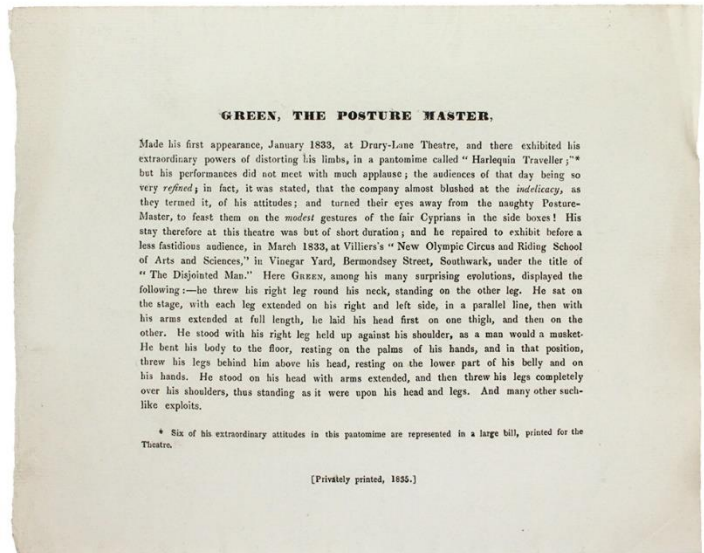 GREEN, THE POSTURE MASTER,
Made his first appearance, January 1833, at Drury-Lane Theatre, and there exhibited his
extraordinary powers of distorting his limbs, in a pantomime called “ Harlequin Traveller ;”*
but his performances did not meet with much applause ; the audiences of that day being so
very refined ; in fact, it was stated, that the company almost blushed at the indelicacy, as
they termed it, of his attitudes ; and turned their eyes away from the naughty Posture-
Master, to feast them on the modest gestures of the fair Cyprians in the side boxes ! His
stay therefore at this theatre was but of short duration ; and he repaired to exhibit before a
less fastidious audience, in March 1833, at Villiers’s “ New Olympic Circus and Riding School
of Arts and Sciences,” in Vinegar Yard, Bermondsey Street, Southwark, under the title of
“ The Disjointed Man.” Here GREEN, among his many surprising evolutions, displayed the
following :—he threw his right leg round his neck, standing on the other leg. He sat on
the stage, with each leg extended on his right and left side, in a parallel line, then with
his arms extended at full length, he laid his head first on one thigh, and then on the
other. He stood with his right leg held up against his shoulder, as a man would a musket.
He bent his body to the floor, resting on the palms of his hands, and in that position,
threw his legs behind him above his head, resting on the lower part of his belly and on
his hands. He stood on his head with arms extended, and then threw his legs completely
over his shoulders, thus standing as it were upon his head and legs. And many other such-
like exploits.
* Six of his extraordinary attitudes in this pantomime are represented in a large bill, printed for the
Theatre.
[Privately printed, 1835.]